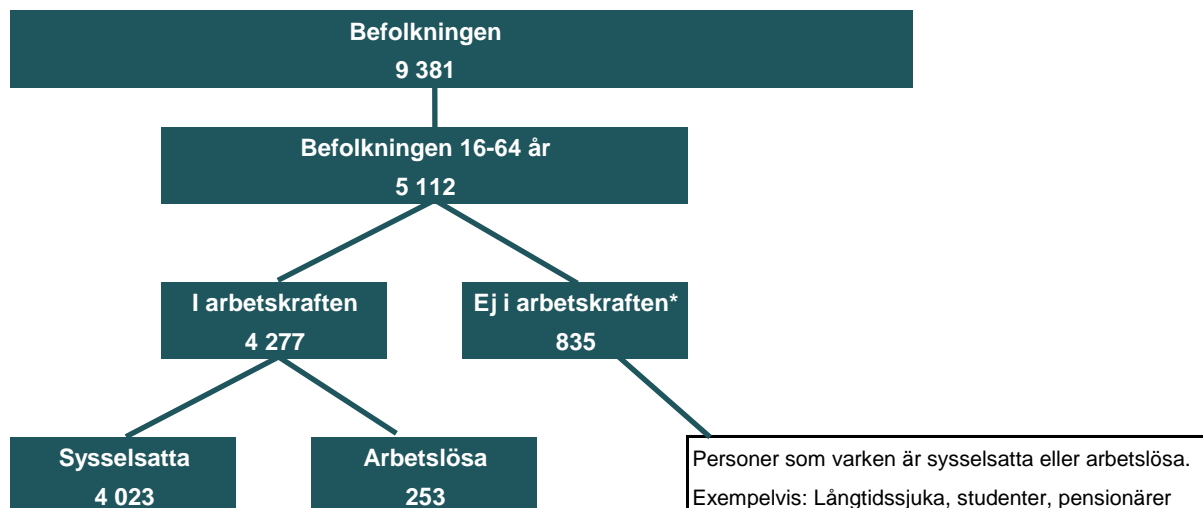 Befolkningen
9 381
Befolkningen 16-64 år
5 112
I arbetskraften
4 277
Ej i arbetskraften*
835
Sysselsatta
4 023
Arbetslösa
253
Personer som varken är sysselsatta eller arbetslösa.
Exempelvis: Långtidssjuka, studenter, pensionärer